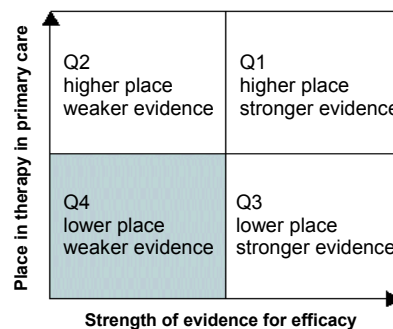 Place in therapy in primary care
Q2
higher place
weaker evidence
Q1
higher place
stronger evidence
Q4
lower place
weaker evidence
Q3
lower place
stronger evidence
Strength of evidence for efficacy